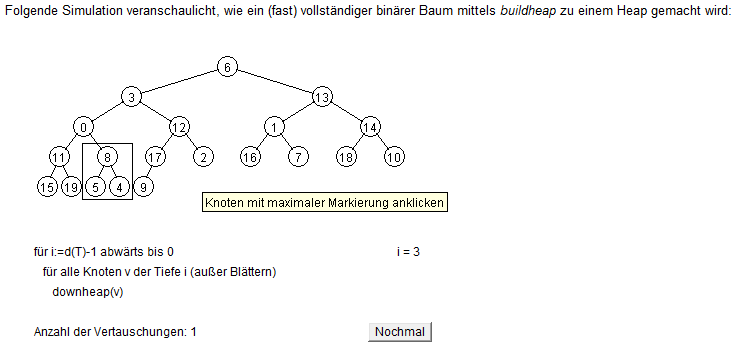 Folgende Simulation veranschaulicht, wie ein (fast) vollständiger binärer Baum mittels buildheap zu einem Heap gemacht wird:
6
3 13
0 12 1 14
11 8 17 2 16 7 18 10
15 19 5 4 9
Knoten mit maximaler Markierung anklicken
für i:=d(T)-1 abwärts bis 0 i = 3
für alle Knoten v der Tiefe i (außer Blättern)
downheap(v)
Anzahl der Vertauschungen: 1 Nochmal